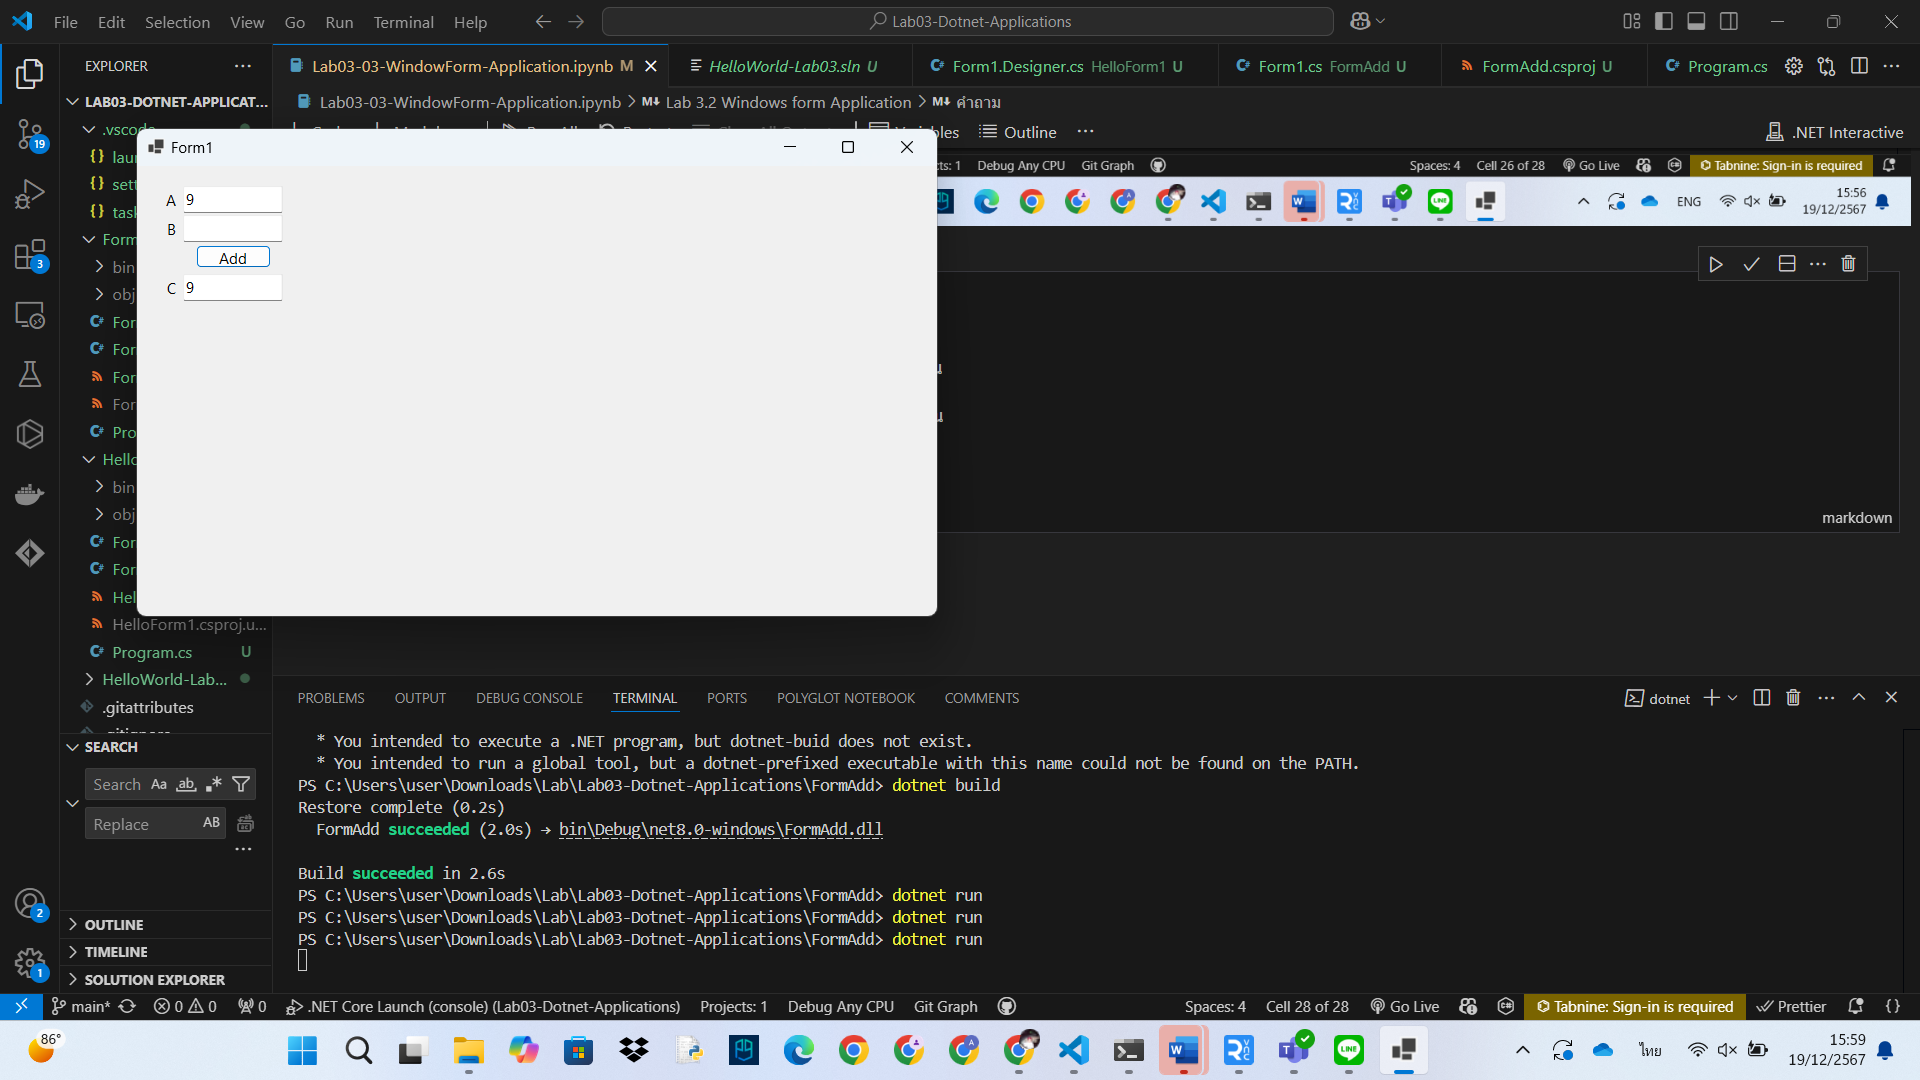 File Edit Selection View Go Run Terminal Help
Lab03-Dotnet-Applications
EXPLORER
Lab03-03-WindowForm-Application.ipynb M
HelloWorld-Lab03.sln U
Form1.Designer.cs HelloForm1 U
Form1.cs FormAdd U
FormAdd.csproj U
Program.cs
LAB03-DOTNET-APPLICAT...
Lab03-03-WindowForm-Application.ipynb > M↓ Lab 3.2 Windows form Application > M↓ คำถาม
Outline
.NET Interactive
Form1
A 9
B
Add
C 9
Debug Any CPU Git Graph
Spaces: 4 Cell 26 of 28 Go Live Tabnine: Sign-in is required
ENG
15:56
19/12/2567
markdown
{} lau
{} set
{} tas
Form
bin
obj
C# For
C# For
For
For
C# Pro
Hello
bin
obj
C# For
C# For
Hel
HelloForm1.csproj.u...
C# Program.cs U
HelloWorld-Lab...
.gitattributes
SEARCH
Search Aa ab
Replace AB
OUTLINE
TIMELINE
SOLUTION EXPLORER
19
3
2
1
PROBLEMS OUTPUT DEBUG CONSOLE TERMINAL PORTS POLYGLOT NOTEBOOK COMMENTS
dotnet
* You intended to execute a .NET program, but dotnet-buid does not exist.
* You intended to run a global tool, but a dotnet-prefixed executable with this name could not be found on the PATH.
PS C:\Users\user\Downloads\Lab\Lab03-Dotnet-Applications\FormAdd> dotnet build
Restore complete (0.2s)
FormAdd succeeded (2.0s) → bin\Debug\net8.0-windows\FormAdd.dll
Build succeeded in 2.6s
PS C:\Users\user\Downloads\Lab\Lab03-Dotnet-Applications\FormAdd> dotnet run
PS C:\Users\user\Downloads\Lab\Lab03-Dotnet-Applications\FormAdd> dotnet run
PS C:\Users\user\Downloads\Lab\Lab03-Dotnet-Applications\FormAdd> dotnet run
main* 0 0 0 .NET Core Launch (console) (Lab03-Dotnet-Applications) Projects: 1 Debug Any CPU Git Graph
Spaces: 4 Cell 28 of 28 Go Live Tabnine: Sign-in is required Prettier {}
86°
ไทย
15:59
19/12/2567